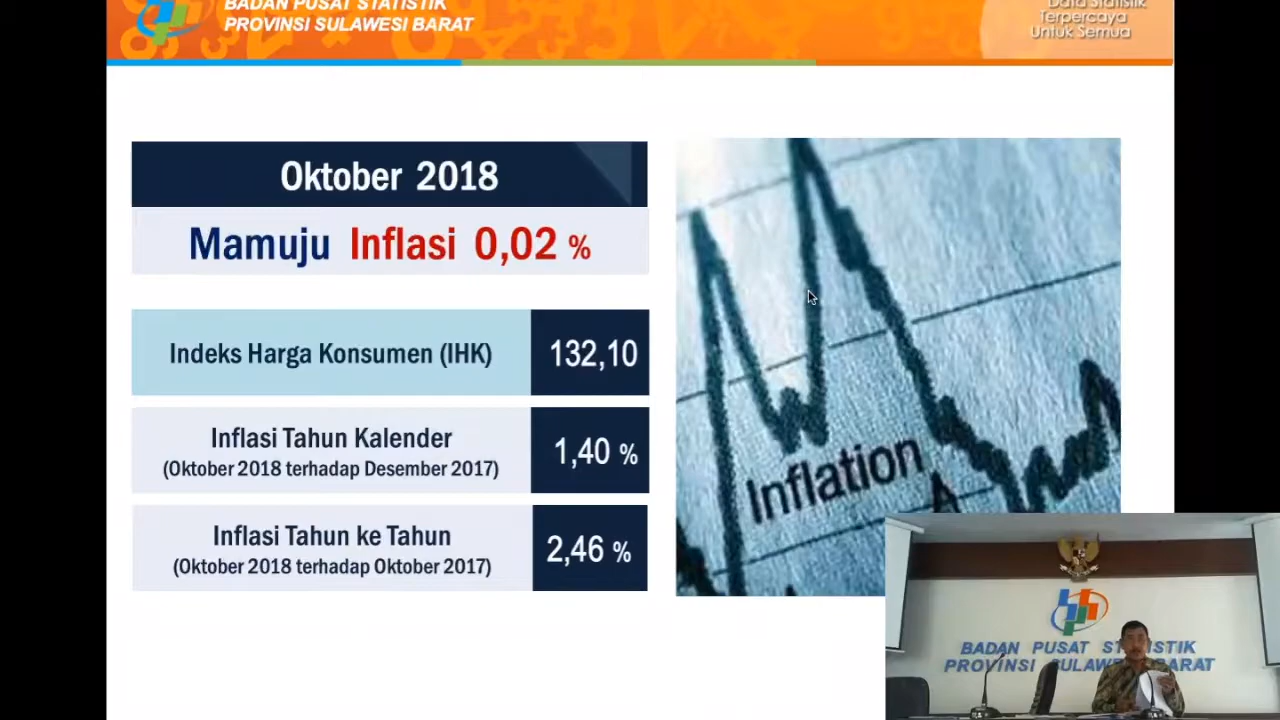 BADAN PUSAT STATISTIK
PROVINSI SULAWESI BARAT
Data Statistik
Terpercaya
Untuk Semua
Oktober 2018
Mamuju Inflasi 0,02 %
Indeks Harga Konsumen (IHK) 132,10
Inflasi Tahun Kalender
(Oktober 2018 terhadap Desember 2017)
1,40 %
Inflasi Tahun ke Tahun
(Oktober 2018 terhadap Oktober 2017)
2,46 %
Inflation
BADAN PUSAT STATISTIK
PROVINSI SULAWESI BARAT